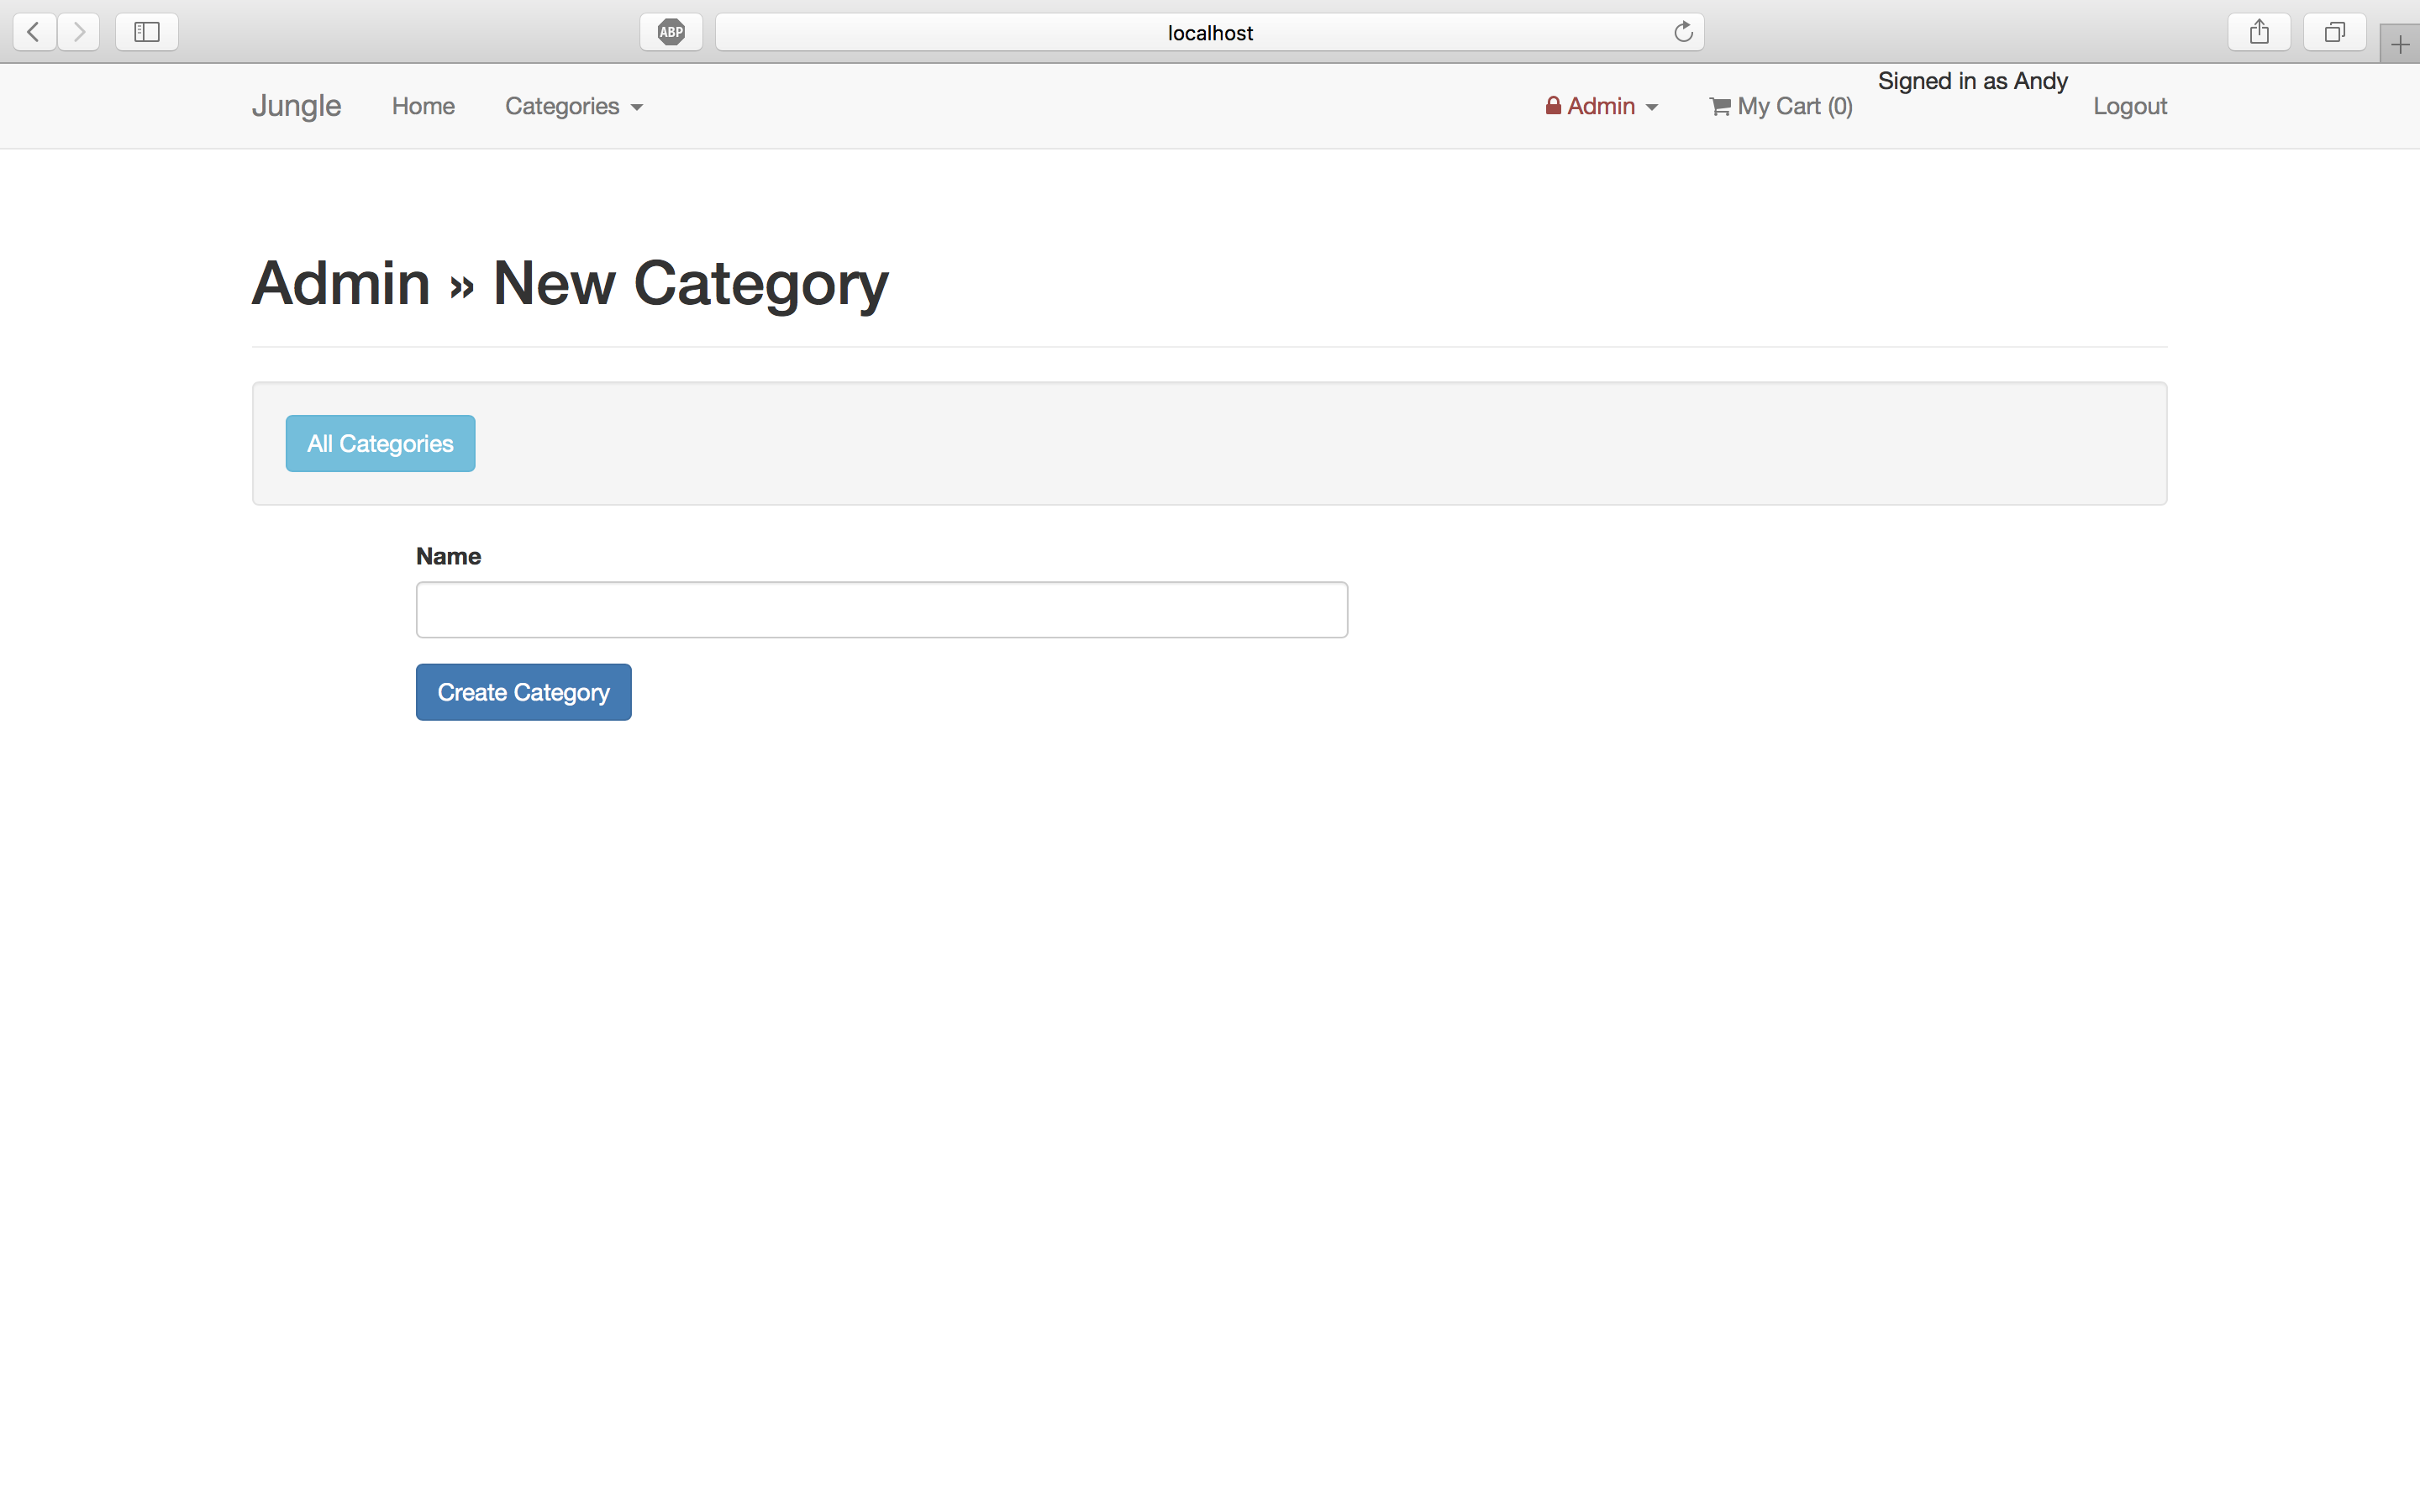 ABP
localhost
Jungle
Home
Categories
Admin
My Cart (0)
Signed in as Andy
Logout
Admin » New Category
All Categories
Name
Create Category